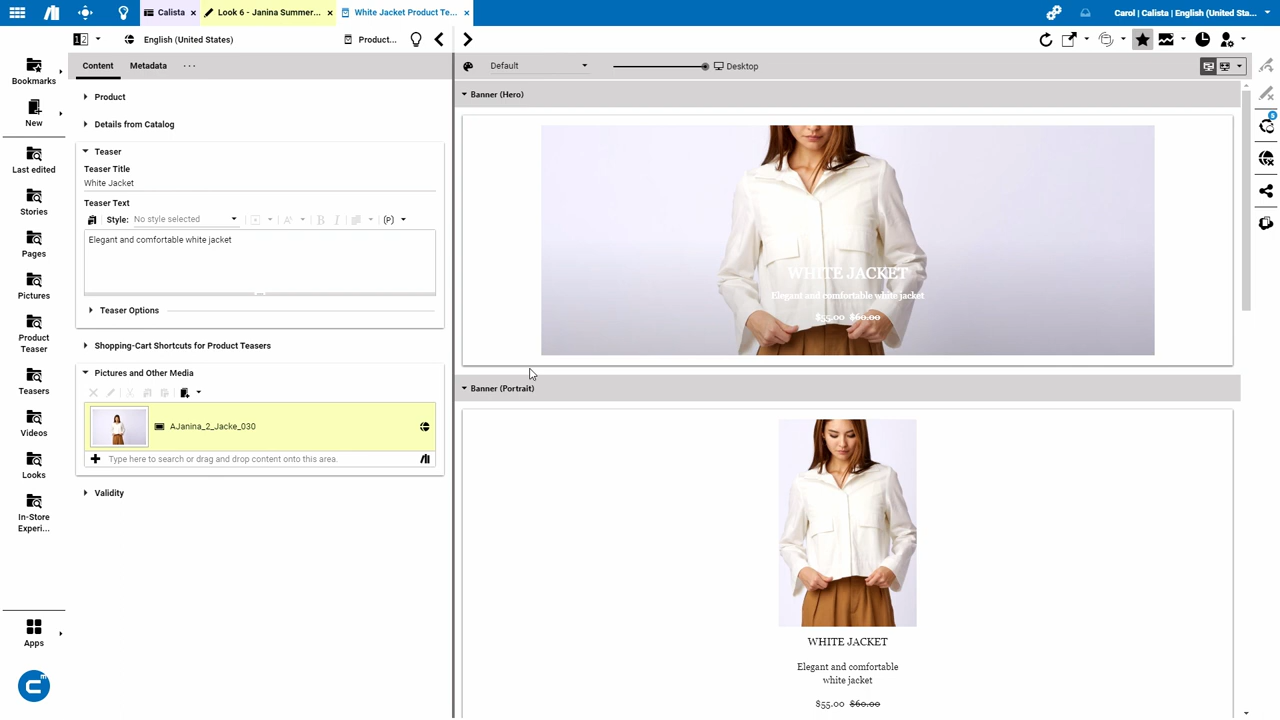 Calista
Look 6 - Janina Summer...
White Jacket Product Te...
Carol | Calista | English (United Sta...
English (United States)
Product...
Bookmarks
New
Last edited
Stories
Pages
Pictures
Product
Teaser
Teasers
Videos
Looks
In-Store
Experi...
Apps
Content
Metadata
...
Product
Details from Catalog
Teaser
Teaser Title
White Jacket
Teaser Text
Style:
No style selected
B
I
(P)
Elegant and comfortable white jacket
Teaser Options
Shopping-Cart Shortcuts for Product Teasers
Pictures and Other Media
AJanina_2_Jacke_030
Type here to search or drag and drop content onto this area.
Validity
Default
Desktop
Banner (Hero)
WHITE JACKET
Elegant and comfortable white jacket
$55.00 $60.00
Banner (Portrait)
WHITE JACKET
Elegant and comfortable
white jacket
$55.00 $60.00